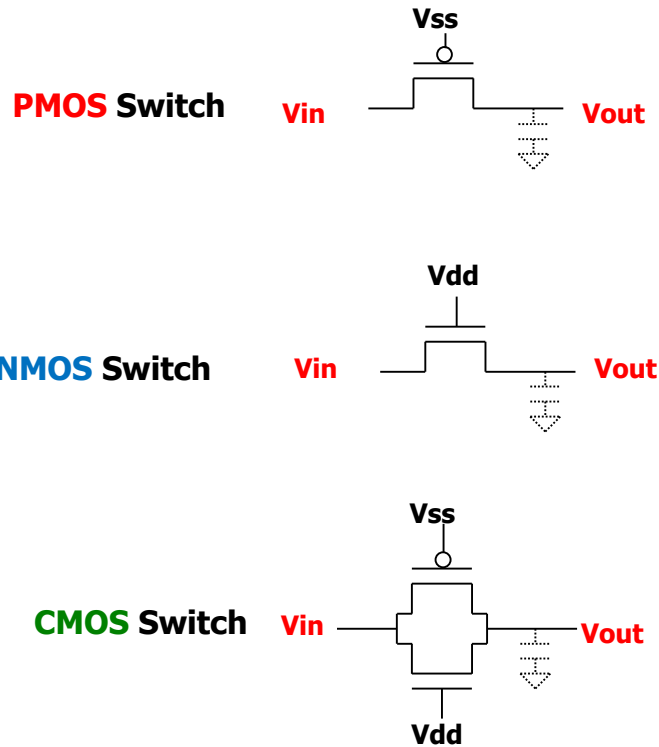 Vss
PMOS Switch Vin Vout
Vdd
NMOS Switch Vin Vout
Vss
CMOS Switch Vin Vout
Vdd